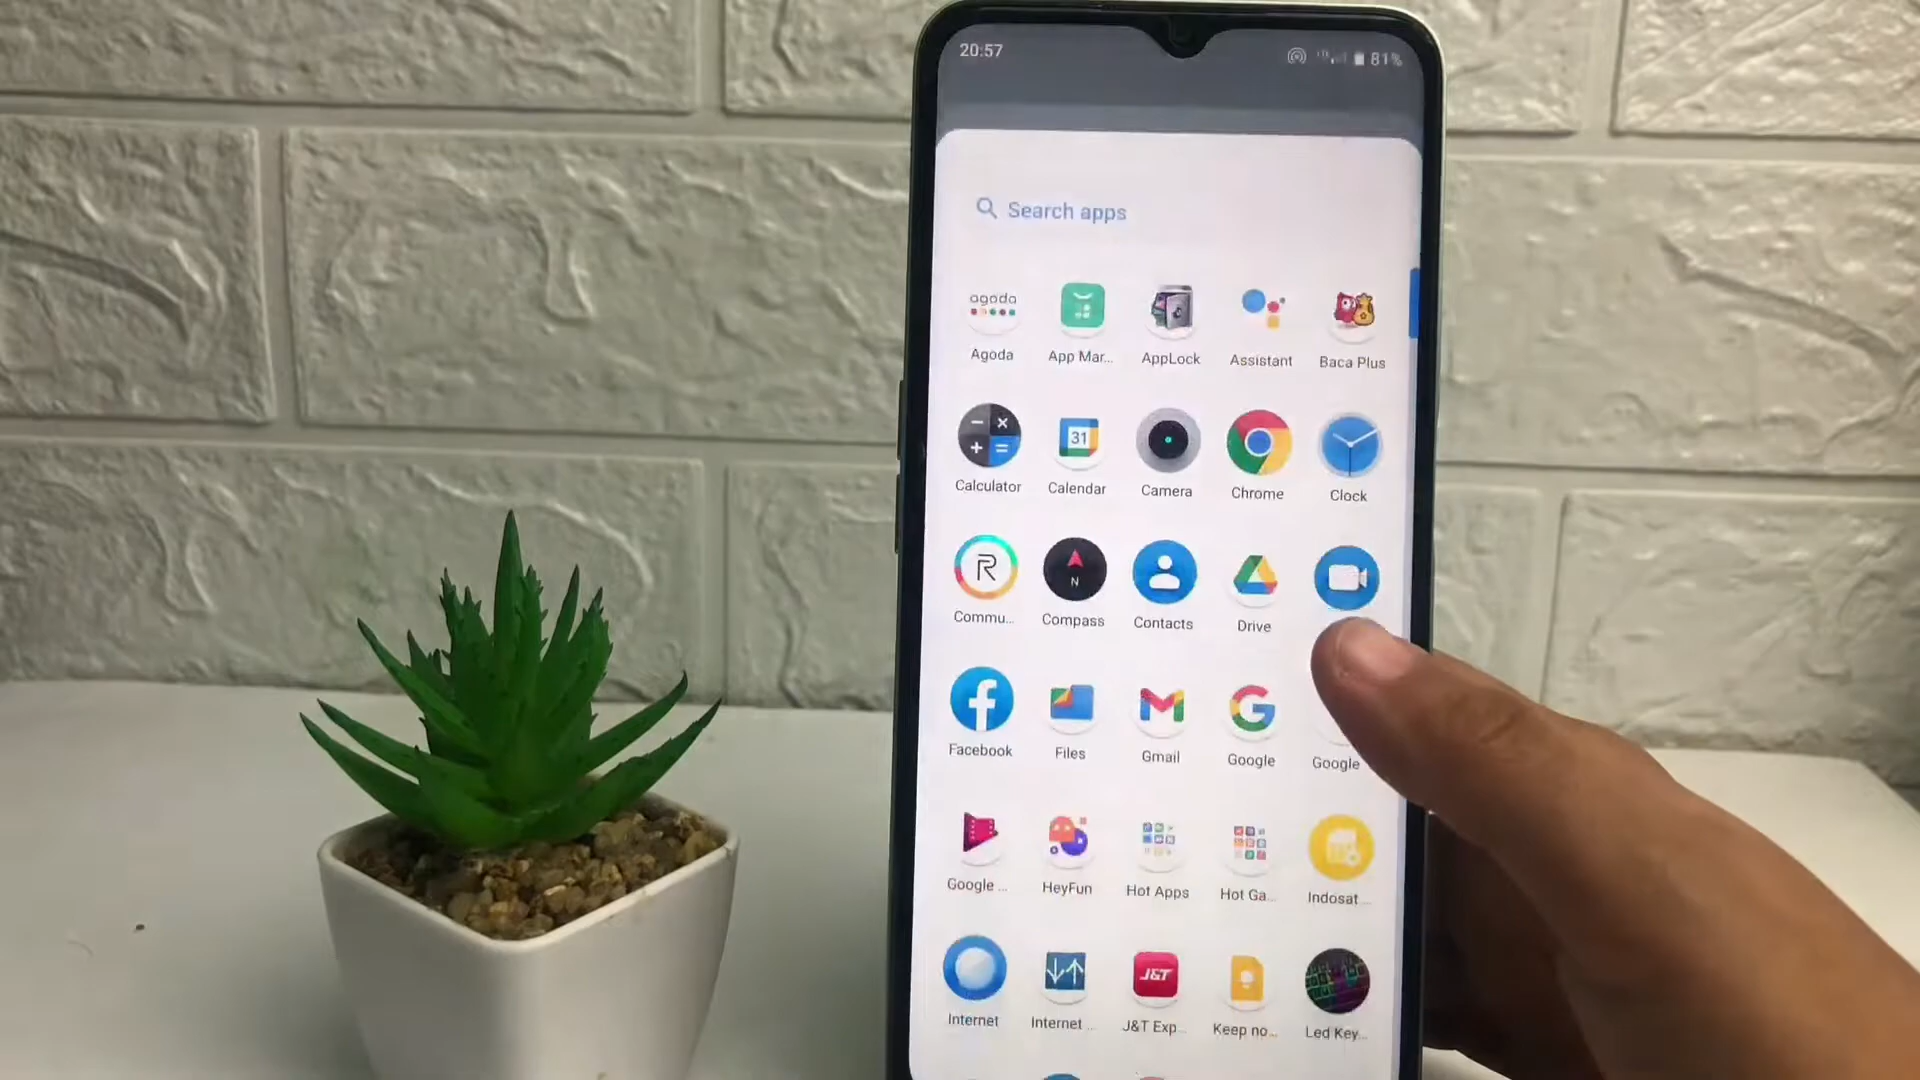 20:57 81%
Search apps
agoda
Agoda App Mar... AppLock Assistant Baca Plus
31
Calculator Calendar Camera Chrome Clock
R N
Commu... Compass Contacts Drive
Facebook Files Gmail Google Google
Google ... HeyFun Hot Apps Hot Ga... Indosat ...
J&T
Internet Internet ... J&T Exp... Keep no... Led Key...